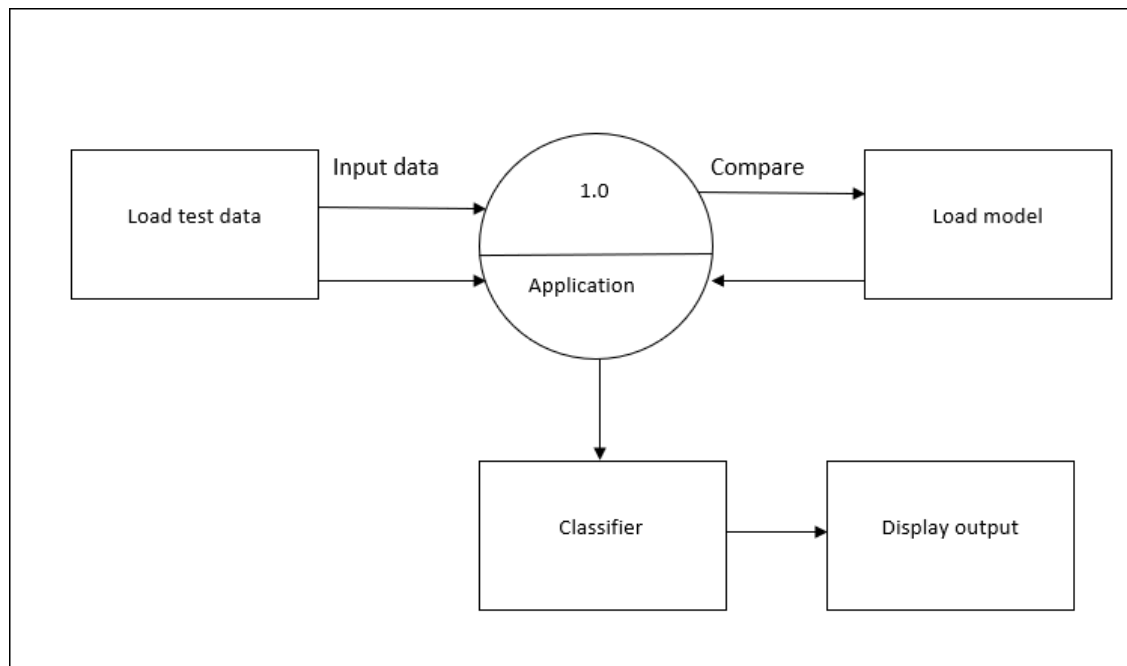 Input data
Compare
Load test data
1.0
Application
Load model
Classifier
Display output